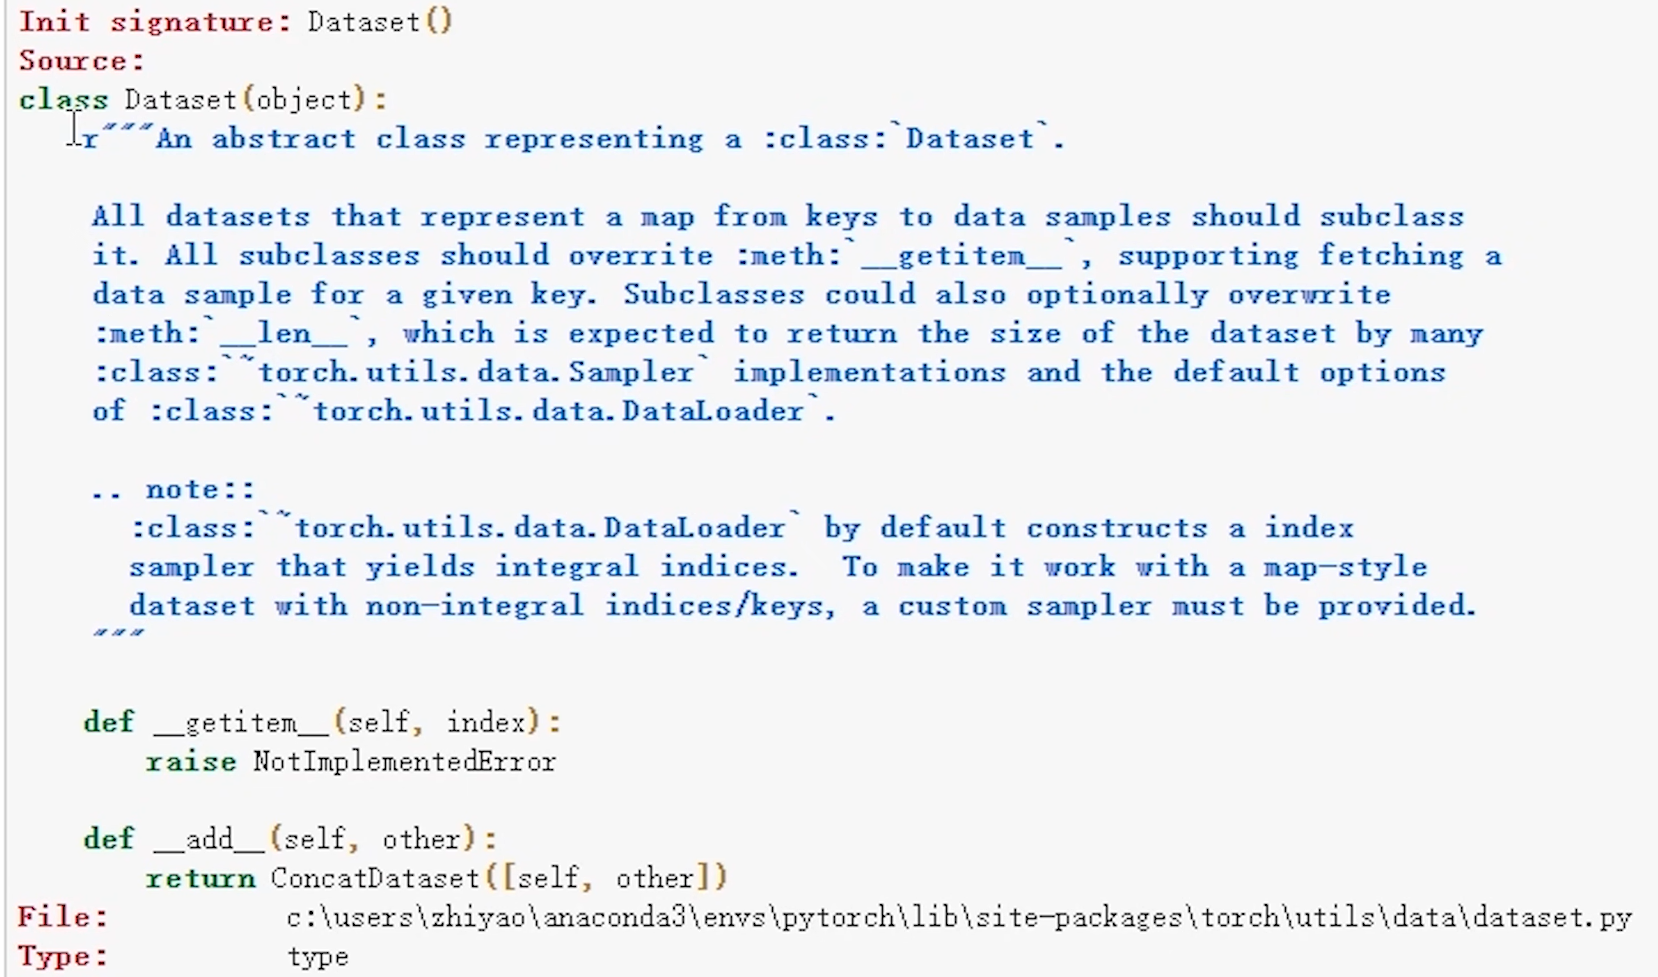 Init signature: Dataset()
Source:
class Dataset(object):
    r"""An abstract class representing a :class:`Dataset`.

    All datasets that represent a map from keys to data samples should subclass
    it. All subclasses should overrite :meth:`__getitem__`, supporting fetching a
    data sample for a given key. Subclasses could also optionally overwrite
    :meth:`__len__`, which is expected to return the size of the dataset by many
    :class:`~torch.utils.data.Sampler` implementations and the default options
    of :class:`~torch.utils.data.DataLoader`.

    .. note::
      :class:`~torch.utils.data.DataLoader` by default constructs a index
      sampler that yields integral indices.  To make it work with a map-style
      dataset with non-integral indices/keys, a custom sampler must be provided.
    """

    def __getitem__(self, index):
        raise NotImplementedError

    def __add__(self, other):
        return ConcatDataset([self, other])
File:           c:\users\zhiyao\anaconda3\envs\pytorch\lib\site-packages\torch\utils\data\dataset.py
Type:           type